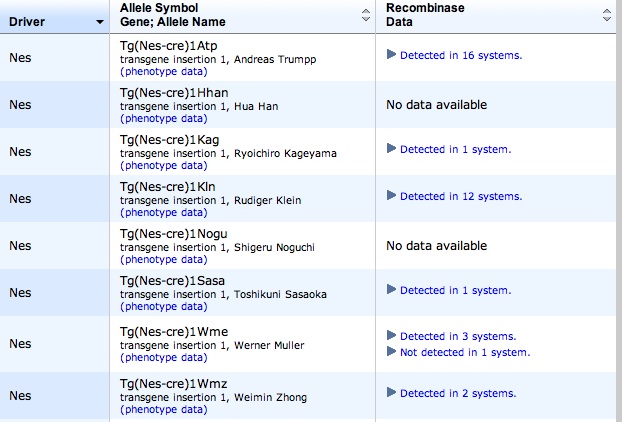 Driver
Allele Symbol
Gene; Allele Name
Recombinase
Data
Nes
Tg(Nes-cre)1Atp
transgene insertion 1, Andreas Trumpp
(phenotype data)
Detected in 16 systems.
Nes
Tg(Nes-cre)1Hhan
transgene insertion 1, Hua Han
(phenotype data)
No data available
Nes
Tg(Nes-cre)1Kag
transgene insertion 1, Ryoichiro Kageyama
(phenotype data)
Detected in 1 system.
Nes
Tg(Nes-cre)1Kln
transgene insertion 1, Rudiger Klein
(phenotype data)
Detected in 12 systems.
Nes
Tg(Nes-cre)1Nogu
transgene insertion 1, Shigeru Noguchi
(phenotype data)
No data available
Nes
Tg(Nes-cre)1Sasa
transgene insertion 1, Toshikuni Sasaoka
(phenotype data)
Detected in 1 system.
Nes
Tg(Nes-cre)1Wme
transgene insertion 1, Werner Muller
(phenotype data)
Detected in 3 systems.
Not detected in 1 system.
Nes
Tg(Nes-cre)1Wmz
transgene insertion 1, Weimin Zhong
(phenotype data)
Detected in 2 systems.